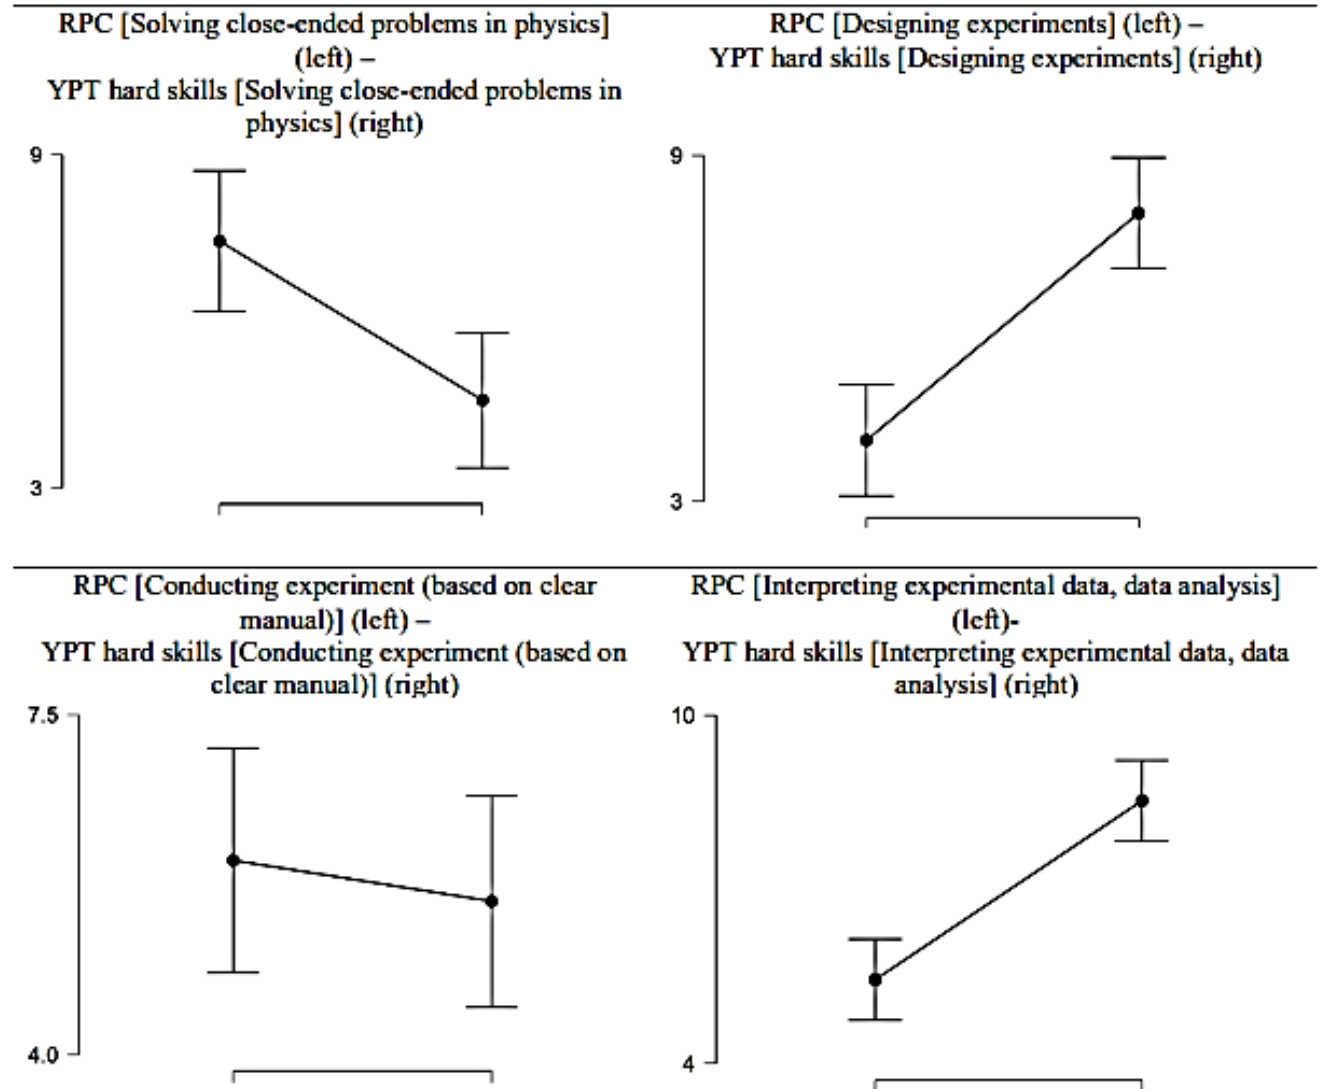 RPC [Solving close-ended problems in physics]
(left) –
YPT hard skills [Solving close-ended problems in
physics] (right)
9
3
RPC [Designing experiments] (left) –
YPT hard skills [Designing experiments] (right)
9
3
RPC [Conducting experiment (based on clear
manual)] (left) –
YPT hard skills [Conducting experiment (based on
clear manual)] (right)
7.5
4.0
RPC [Interpreting experimental data, data analysis]
(left)-
YPT hard skills [Interpreting experimental data, data
analysis] (right)
10
4